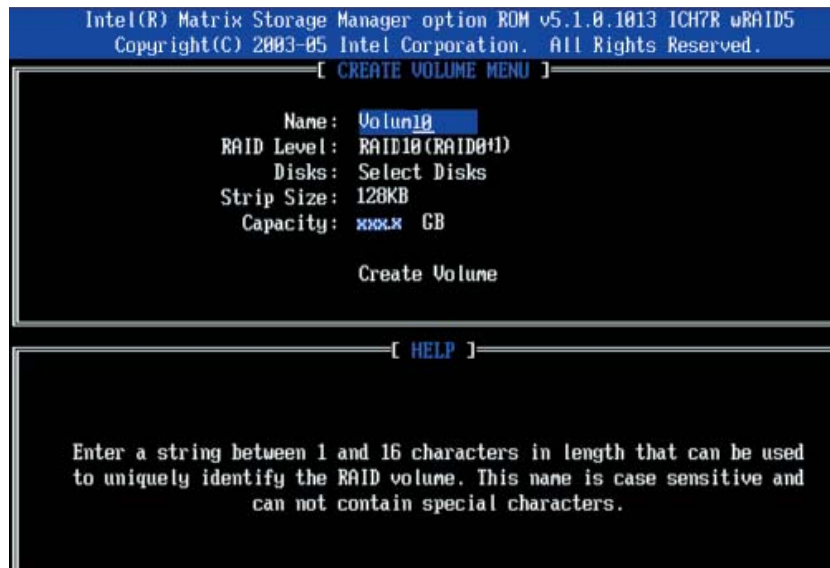 Intel(R) Matrix Storage Manager option ROM v5.1.0.1013 ICH7R wRAID5
Copyright(C) 2003-05 Intel Corporation. All Rights Reserved.
[ CREATE VOLUME MENU ]
Name: Volum10
RAID Level: RAID10(RAID0+1)
Disks: Select Disks
Strip Size: 128KB
Capacity: xxx.x GB
Create Volume
[ HELP ]
Enter a string between 1 and 16 characters in length that can be used
to uniquely identify the RAID volume. This name is case sensitive and
can not contain special characters.